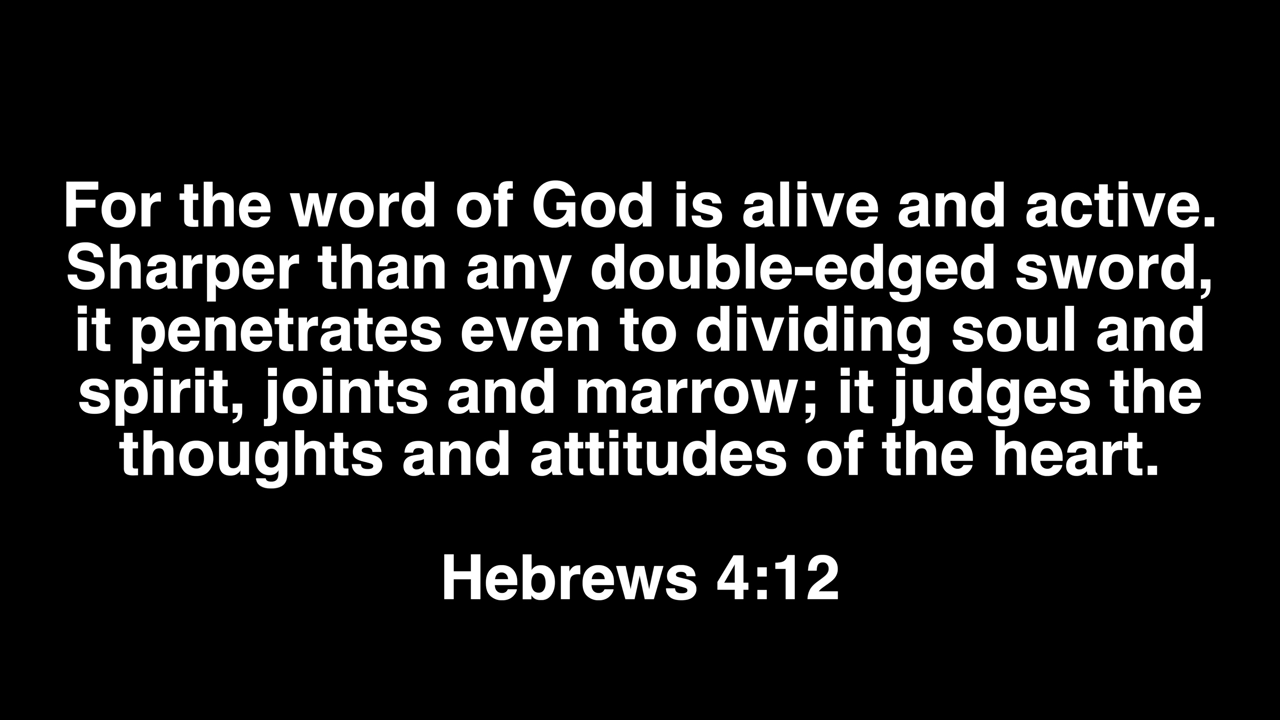 For the word of God is alive and active.
Sharper than any double-edged sword,
it penetrates even to dividing soul and
spirit, joints and marrow; it judges the
thoughts and attitudes of the heart.
Hebrews 4:12